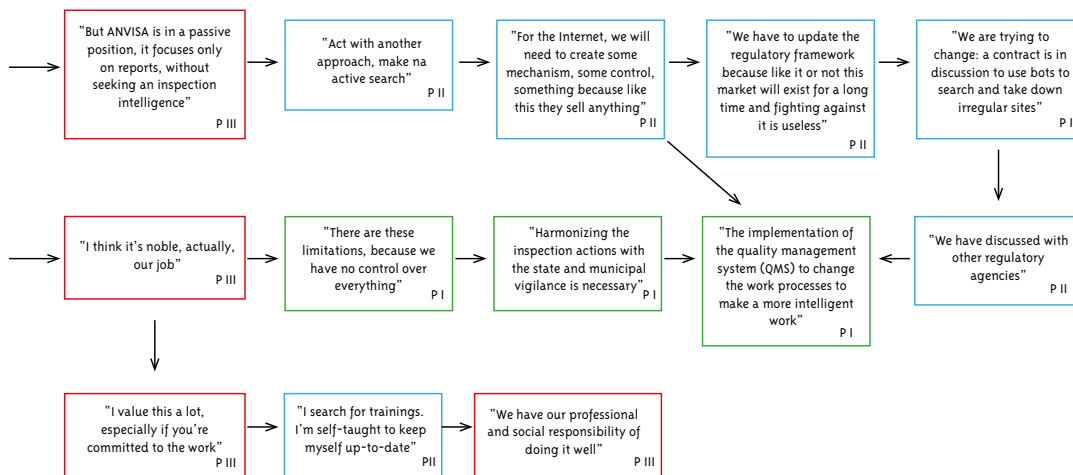 “But ANVISA is in a passive
position, it focuses only
on reports, without
seeking an inspection
intelligence”
P III
“Act with another
approach, make na
active search”
P II
“For the Internet, we will
need to create some
mechanism, some control,
something because like
this they sell anything”
P II
“We have to update the
regulatory framework
because like it or not this
market will exist for a long
time and fighting against
it is useless”
P II
“We are trying to
change: a contract is in
discussion to use bots to
search and take down
irregular sites”
P I
“I think it’s noble, actually,
our job”
P III
“There are these
limitations, because we
have no control over
everything”
P I
“Harmonizing the
inspection actions with
the state and municipal
vigilance is necessary”
P I
“The implementation of
the quality management
system (QMS) to change
the work processes to
make a more intelligent
work”
P I
“We have discussed with
other regulatory
agencies”
P II
“I value this a lot,
especially if you’re
committed to the work”
P III
“I search for trainings.
I’m self-taught to keep
myself up-to-date”
PII
“We have our professional
and social responsibility of
doing it well”
P III